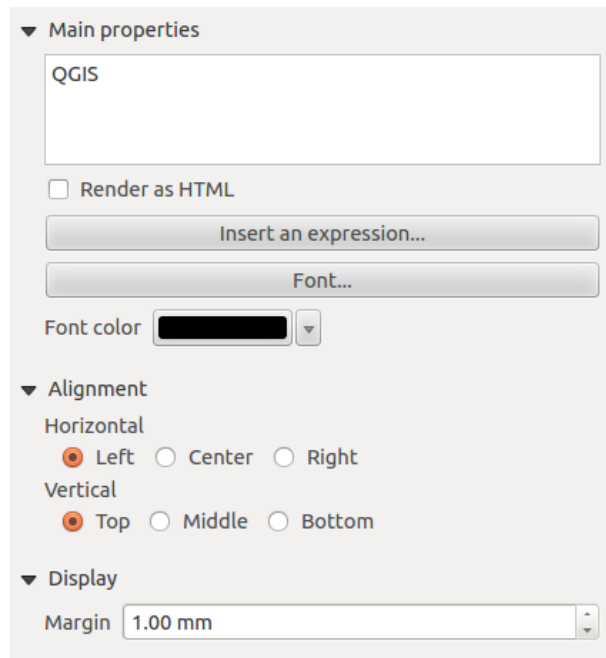 Main properties
QGIS
Render as HTML
Insert an expression...
Font...
Font color
Alignment
Horizontal
Left Center Right
Vertical
Top Middle Bottom
Display
Margin 1.00 mm